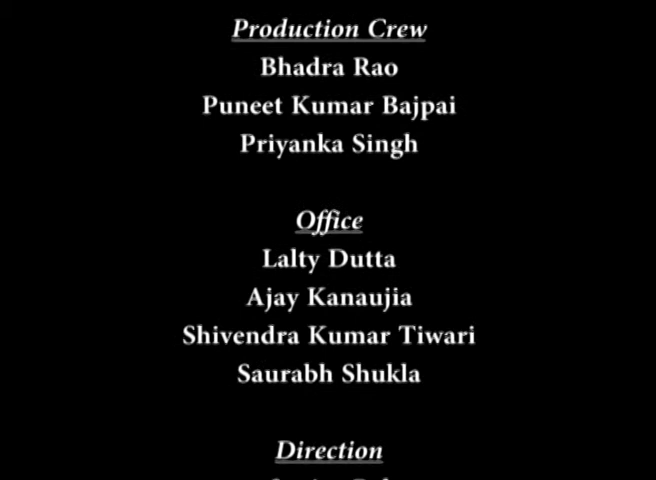 Production Crew
Bhadra Rao
Puneet Kumar Bajpai
Priyanka Singh
Office
Lalty Dutta
Ajay Kanaujia
Shivendra Kumar Tiwari
Saurabh Shukla
Direction